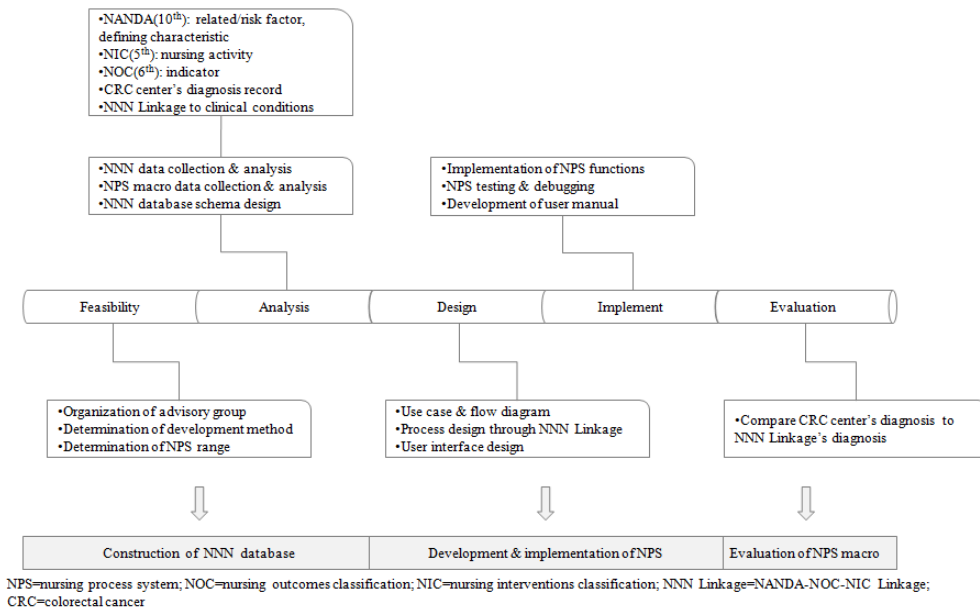 •NANDA(10th): related/risk factor,
defining characteristic
•NIC(5th): nursing activity
•NOC(6th): indicator
•CRC center's diagnosis record
•NNN Linkage to clinical conditions
•NNN data collection & analysis
•NPS macro data collection & analysis
•NNN database schema design
•Implementation of NPS functions
•NPS testing & debugging
•Development of user manual
Feasibility
Analysis
Design
Implement
Evaluation
•Organization of advisory group
•Determination of development method
•Determination of NPS range
•Use case & flow diagram
•Process design through NNN Linkage
•User interface design
•Compare CRC center's diagnosis to
NNN Linkage's diagnosis
Construction of NNN database
Development & implementation of NPS
Evaluation of NPS macro
NPS=nursing process system; NOC=nursing outcomes classification; NIC=nursing interventions classification; NNN Linkage=NANDA-NOC-NIC Linkage;
CRC=colorectal cancer